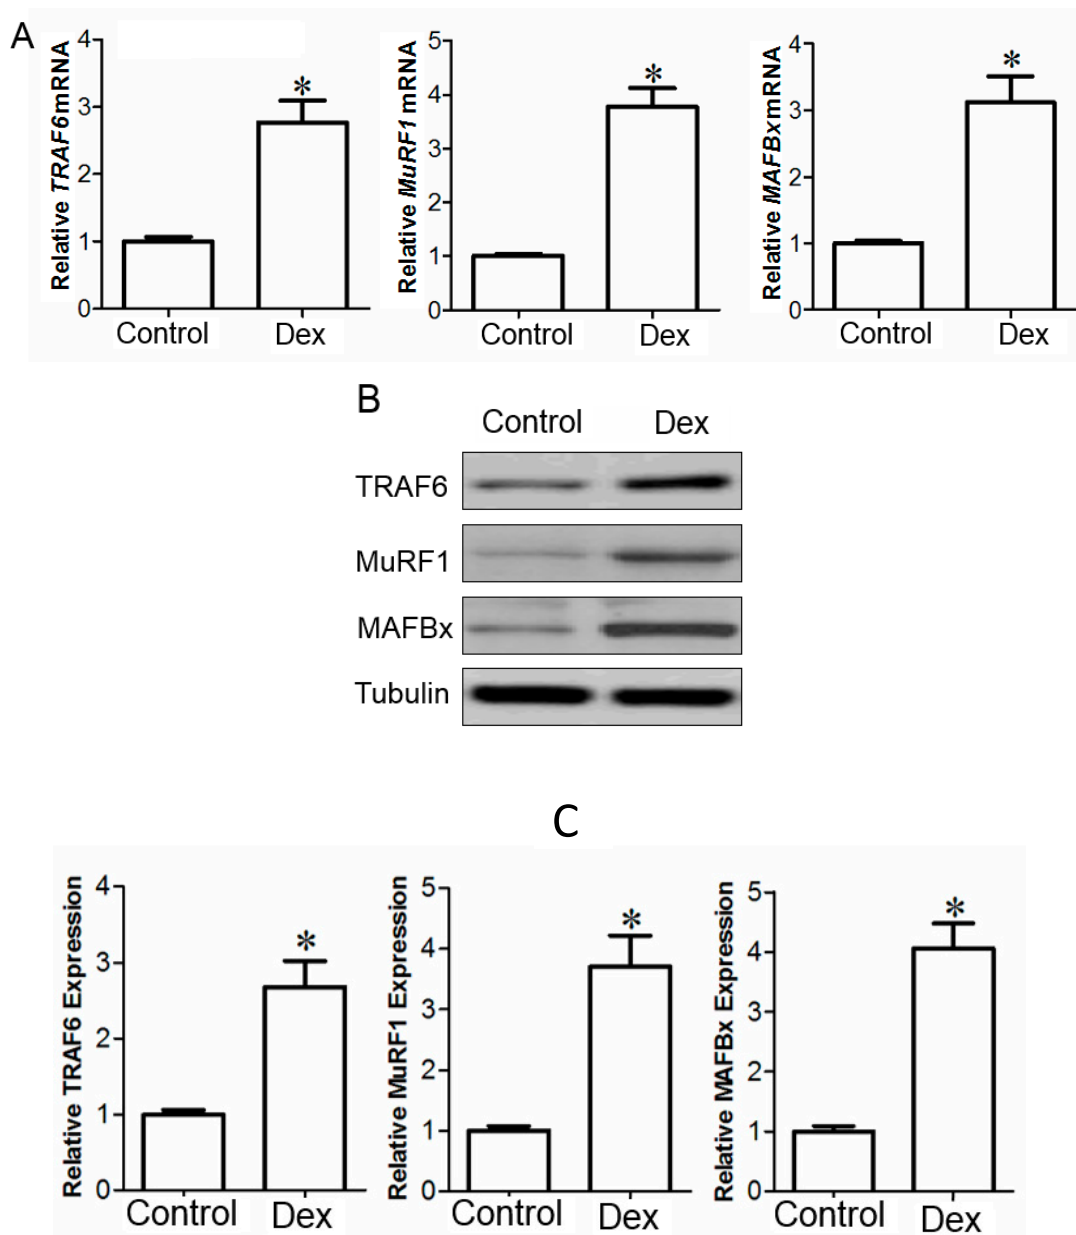 A
Relative TRAF6 mRNA
4
3
2
1
0
*
Control Dex
Relative MuRF1 mRNA
5
4
3
2
1
0
*
Control Dex
Relative MAFBx mRNA
4
3
2
1
0
*
Control Dex
B
Control Dex
TRAF6
MuRF1
MAFBx
Tubulin
C
Relative TRAF6 Expression
4
3
2
1
0
*
Control Dex
Relative MuRF1 Expression
5
4
3
2
1
0
*
Control Dex
Relative MAFBx Expression
5
4
3
2
1
0
*
Control Dex